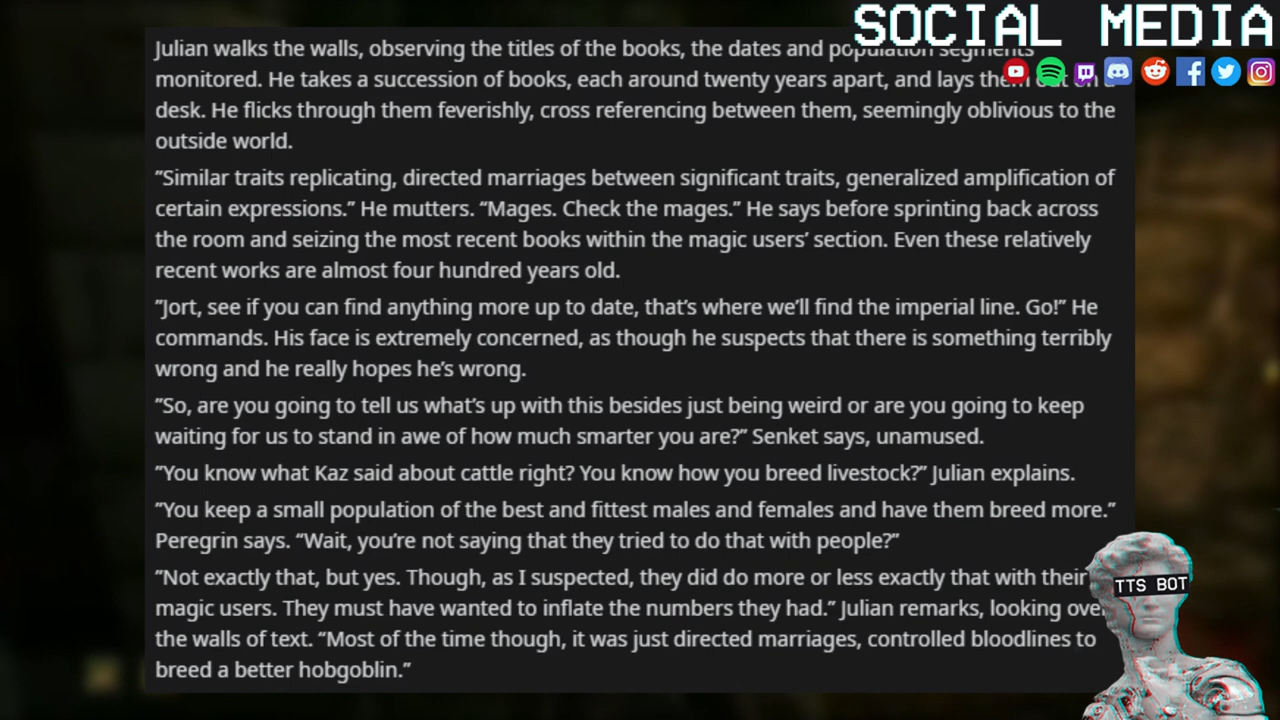 SOCIAL MEDIA
Julian walks the walls, observing the titles of the books, the dates and population segments
monitored. He takes a succession of books, each around twenty years apart, and lays them out on a
desk. He flicks through them feverishly, cross referencing between them, seemingly oblivious to the
outside world.
”Similar traits replicating, directed marriages between significant traits, generalized amplification of
certain expressions.” He mutters. “Mages. Check the mages.” He says before sprinting back across
the room and seizing the most recent books within the magic users’ section. Even these relatively
recent works are almost four hundred years old.
”Jort, see if you can find anything more up to date, that’s where we’ll find the imperial line. Go!” He
commands. His face is extremely concerned, as though he suspects that there is something terribly
wrong and he really hopes he’s wrong.
”So, are you going to tell us what’s up with this besides just being weird or are you going to keep
waiting for us to stand in awe of how much smarter you are?” Senket says, unamused.
”You know what Kaz said about cattle right? You know how you breed livestock?” Julian explains.
”You keep a small population of the best and fittest males and females and have them breed more.”
Peregrin says. “Wait, you’re not saying that they tried to do that with people?”
”Not exactly that, but yes. Though, as I suspected, they did do more or less exactly that with their
magic users. They must have wanted to inflate the numbers they had.” Julian remarks, looking over
the walls of text. “Most of the time though, it was just directed marriages, controlled bloodlines to
breed a better hobgoblin.”
TTS BOT